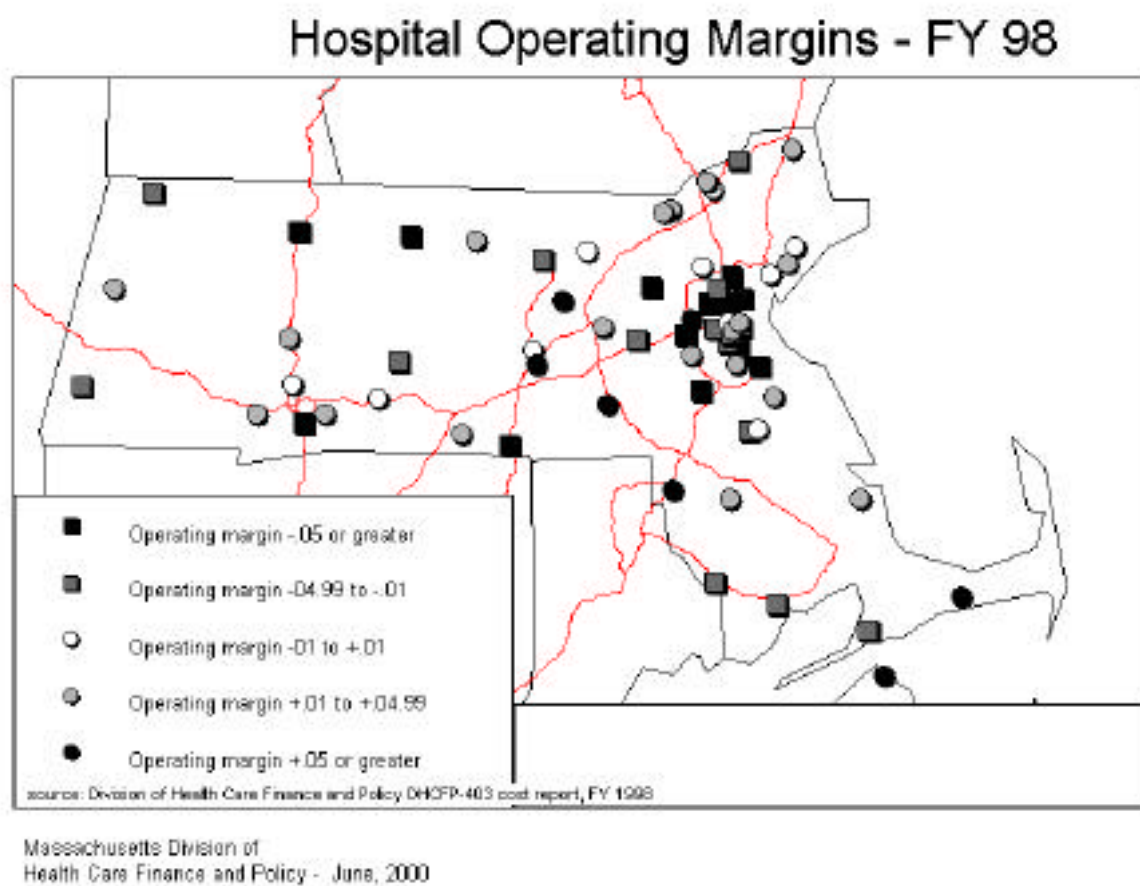 Hospital Operating Margins - FY 98
Operating margin -.05 or greater
Operating margin -04.99 to -.01
Operating margin -.01 to +.01
Operating margin +.01 to +.04.99
Operating margin +.05 or greater
source: Division of Health Care Finance and Policy DHCFP-403 cost report, FY 1998
Massachusetts Division of
Health Care Finance and Policy - June, 2000